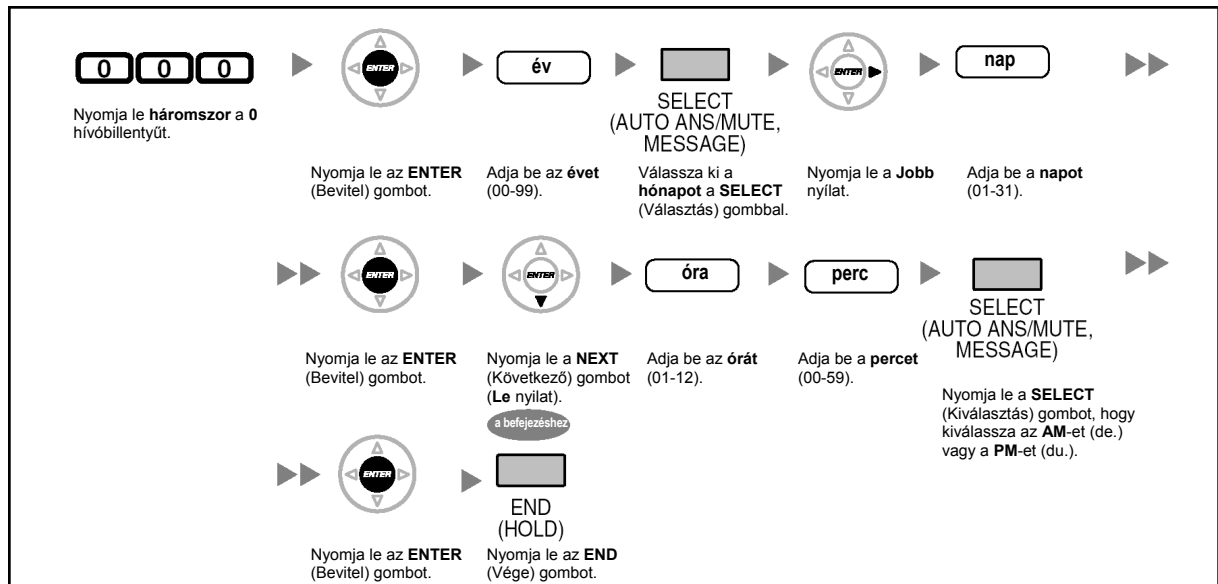 0 0 0
ENTER
év
SELECT
(AUTO ANS/MUTE,
MESSAGE)
ENTER
nap
Nyomja le háromszor a 0
hívóbillentyűt.
Nyomja le az ENTER
(Bevitel) gombot.
Adja be az évet
(00-99).
Válassza ki a
hónapot a SELECT
(Választás) gombbal.
Nyomja le a Jobb
nyílat.
Adja be a napot
(01-31).
ENTER
ENTER
óra
perc
SELECT
(AUTO ANS/MUTE,
MESSAGE)
Nyomja le az ENTER
(Bevitel) gombot.
Nyomja le a NEXT
(Következő) gombot
(Le nyilat).
Adja be az órát
(01-12).
Adja be a percet
(00-59).
Nyomja le a SELECT
(Kiválasztás) gombot, hogy
kiválassza az AM-et (de.)
vagy a PM-et (du.).
a befejezéshez
ENTER
END
(HOLD)
Nyomja le az ENTER
(Bevitel) gombot.
Nyomja le az END
(Vége) gombot.